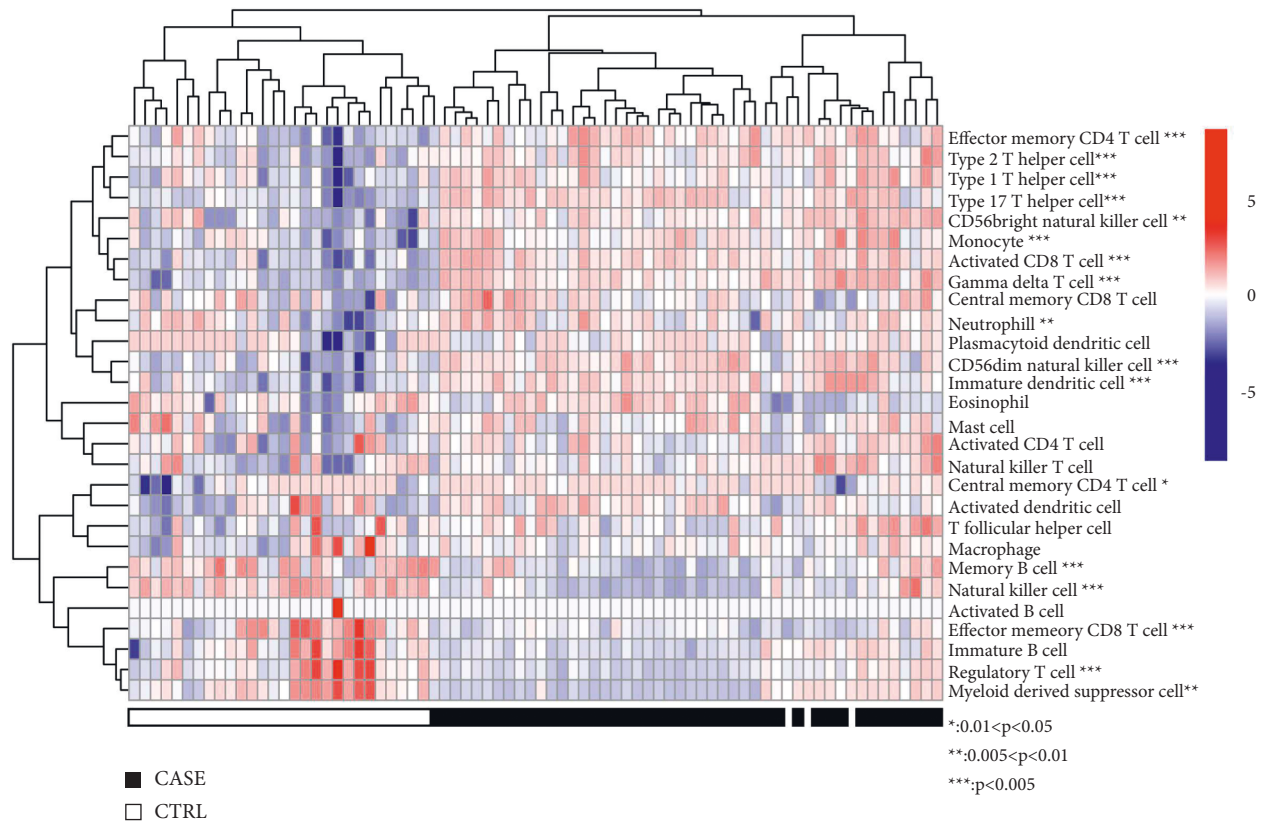 Effector memory CD4 T cell ***
Type 2 T helper cell***
Type 1 T helper cell***
Type 17 T helper cell***
CD56bright natural killer cell **
Monocyte ***
Activated CD8 T cell ***
Gamma delta T cell ***
Central memory CD8 T cell
Neutrophill **
Plasmacytoid dendritic cell
CD56dim natural killer cell ***
Immature dendritic cell ***
Eosinophil
Mast cell
Activated CD4 T cell
Natural killer T cell
Central memory CD4 T cell *
Activated dendritic cell
T follicular helper cell
Macrophage
Memory B cell ***
Natural killer cell ***
Activated B cell
Effector memeory CD8 T cell ***
Immature B cell
Regulatory T cell ***
Myeloid derived suppressor cell**
5
0
-5
*:0.01<p<0.05
**:0.005<p<0.01
***:p<0.005
CASE
CTRL